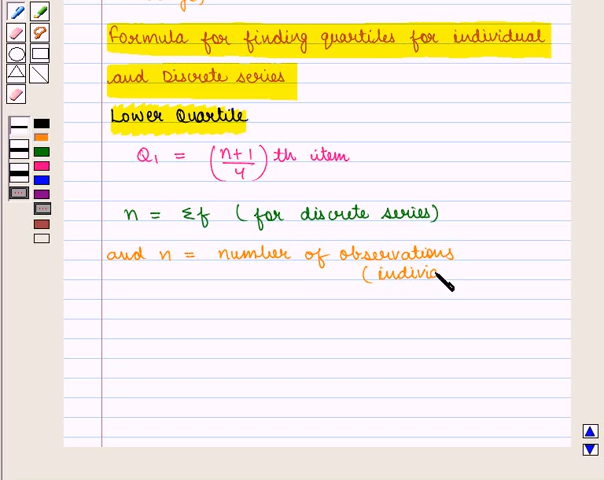 Formula for finding quartiles for individual
and Discrete series
Lower Quartile
Q₁ = (n+1/4)th item
n = Σf (for discrete series)
and n = number of observations
(individ